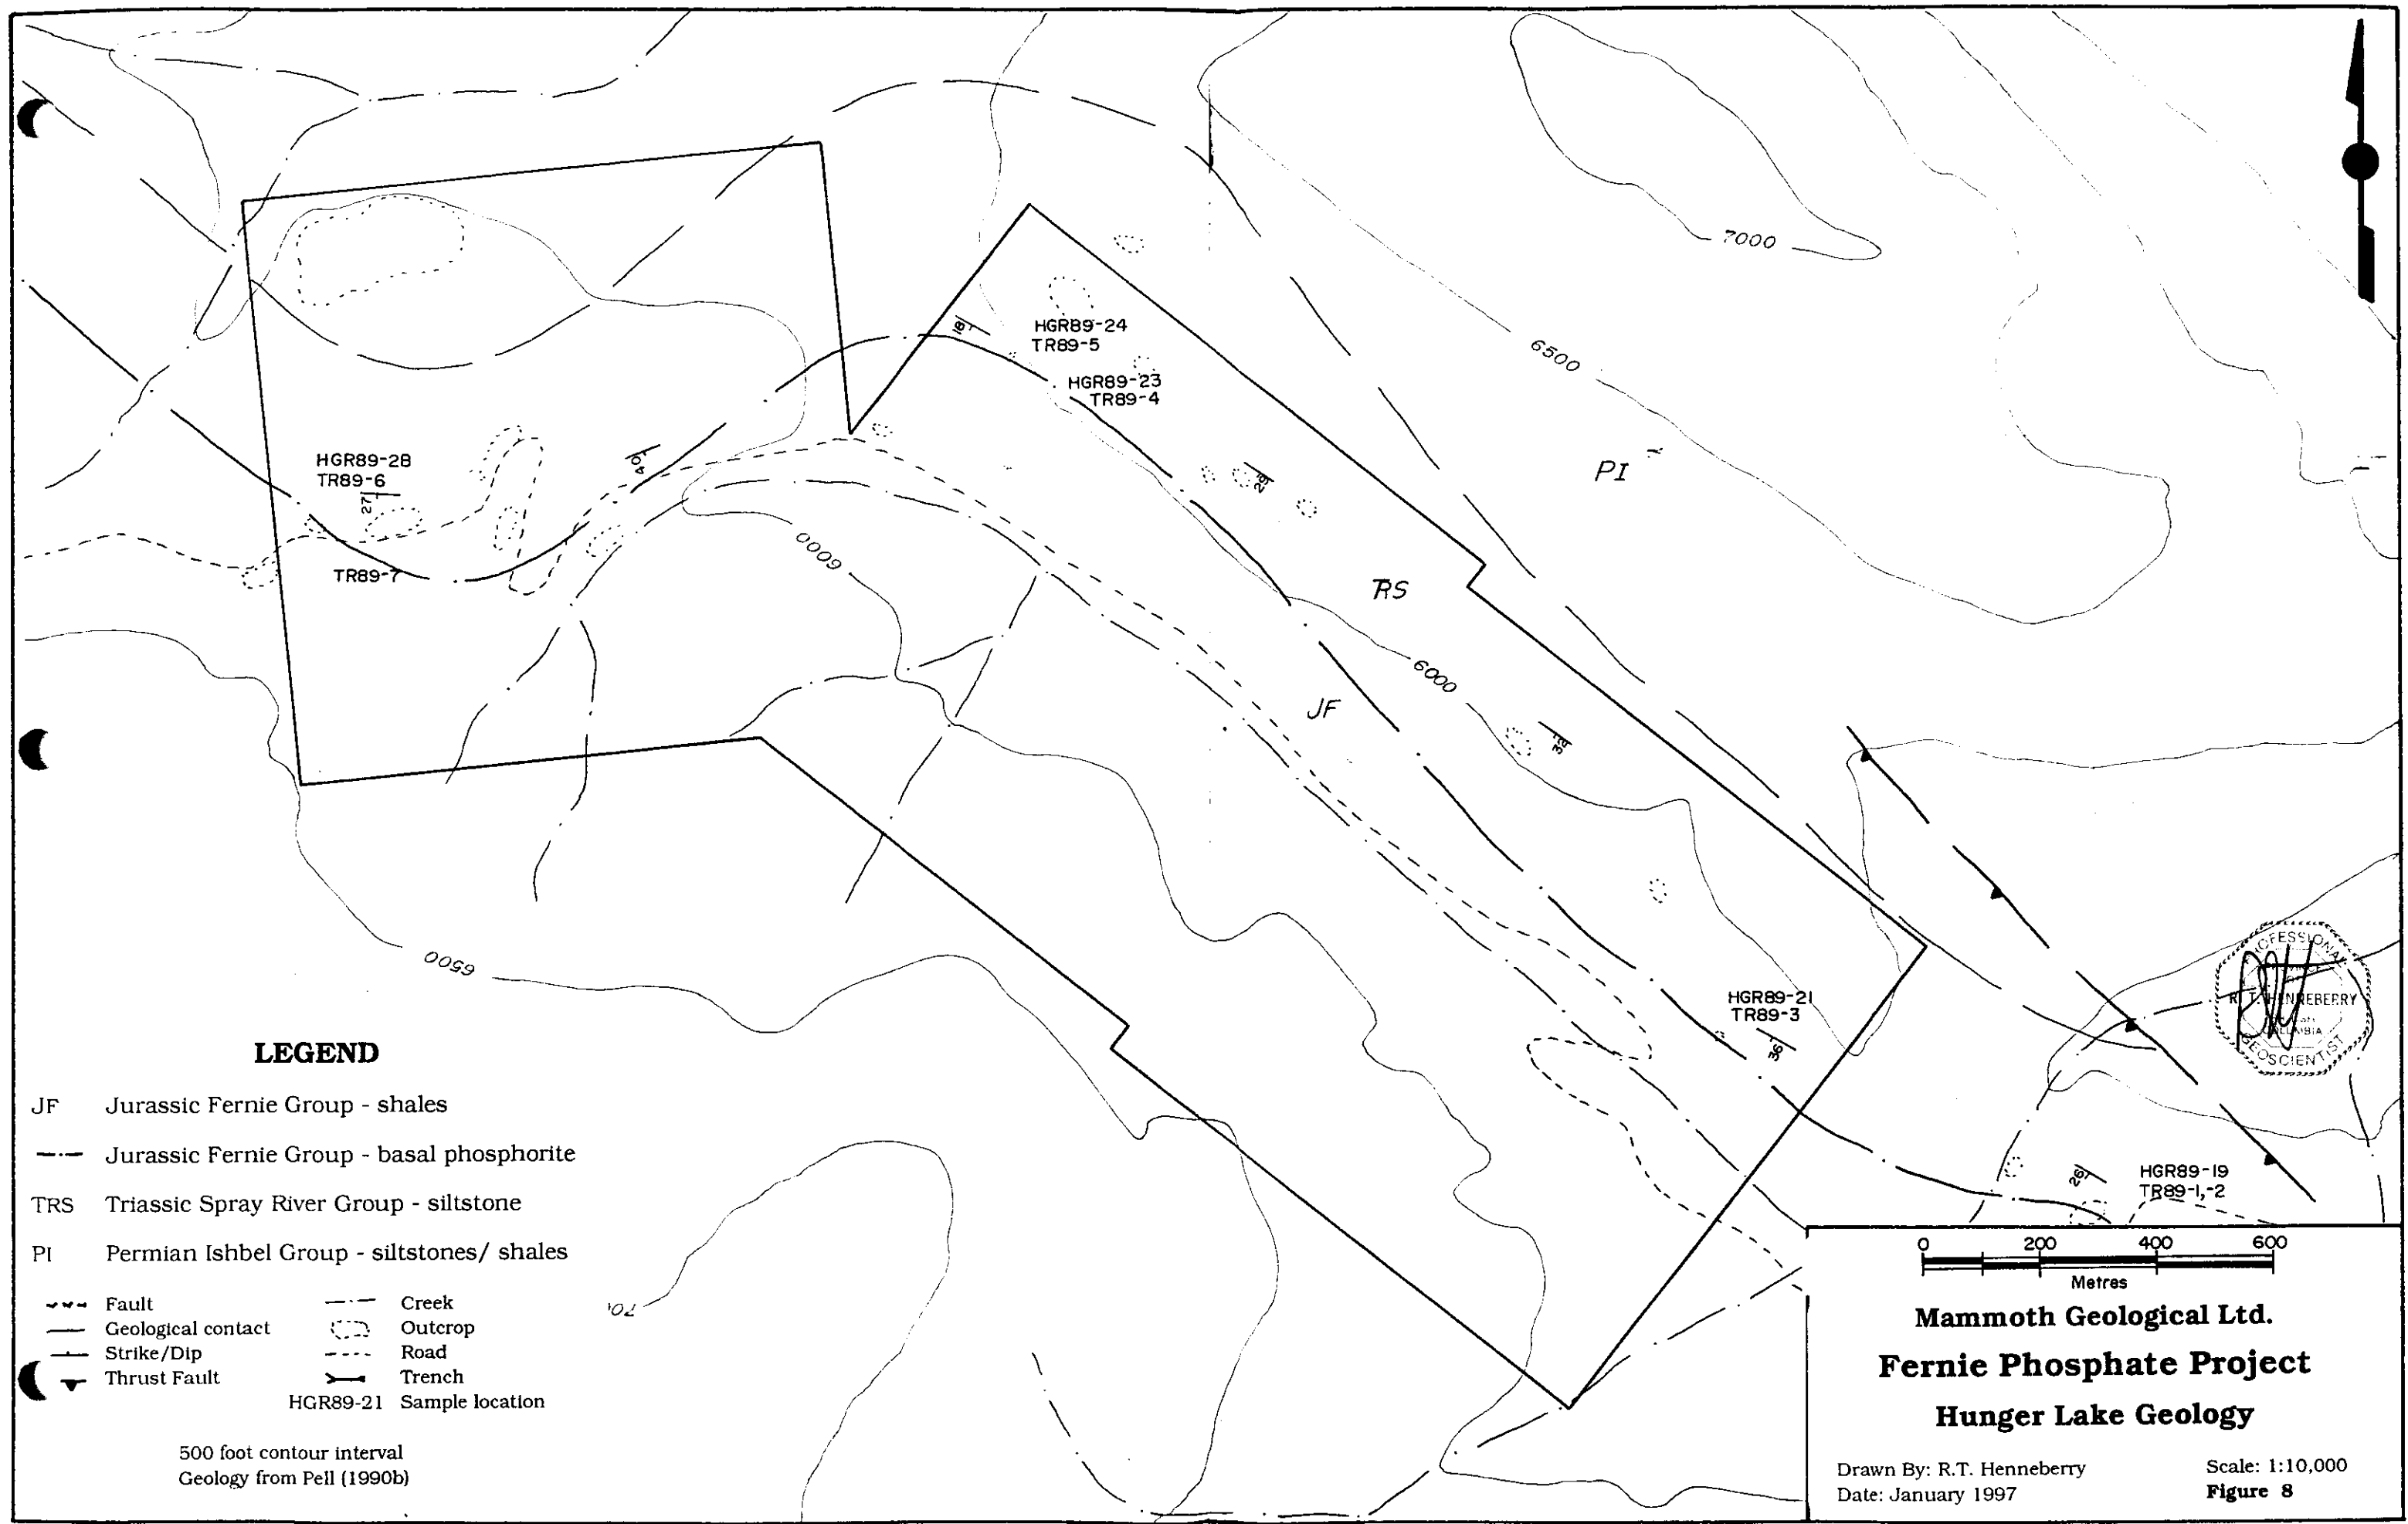 7000
6500
HGR89-24
TR89-5
18
HGR89-23
TR89-4
HGR89-28
TR89-6
27
40
29
PI
TR89-7
6000
TRS
6000
JF
32
6500
HGR89-21
TR89-3
36
R.T. HENNEBERRY
COLUMBIA
GEOSCIENTIST
26
HGR89-19
TR89-1,-2
LEGEND
JF Jurassic Fernie Group - shales
Jurassic Fernie Group - basal phosphorite
TRS Triassic Spray River Group - siltstone
PI Permian Ishbel Group - siltstones/ shales
Fault
Geological contact
Strike/Dip
Thrust Fault
Creek
Outcrop
Road
Trench
HGR89-21 Sample location
500 foot contour interval
Geology from Pell (1990b)
0 200 400 600
Metres
Mammoth Geological Ltd.
Fernie Phosphate Project
Hunger Lake Geology
Drawn By: R.T. Henneberry
Date: January 1997
Scale: 1:10,000
Figure 8